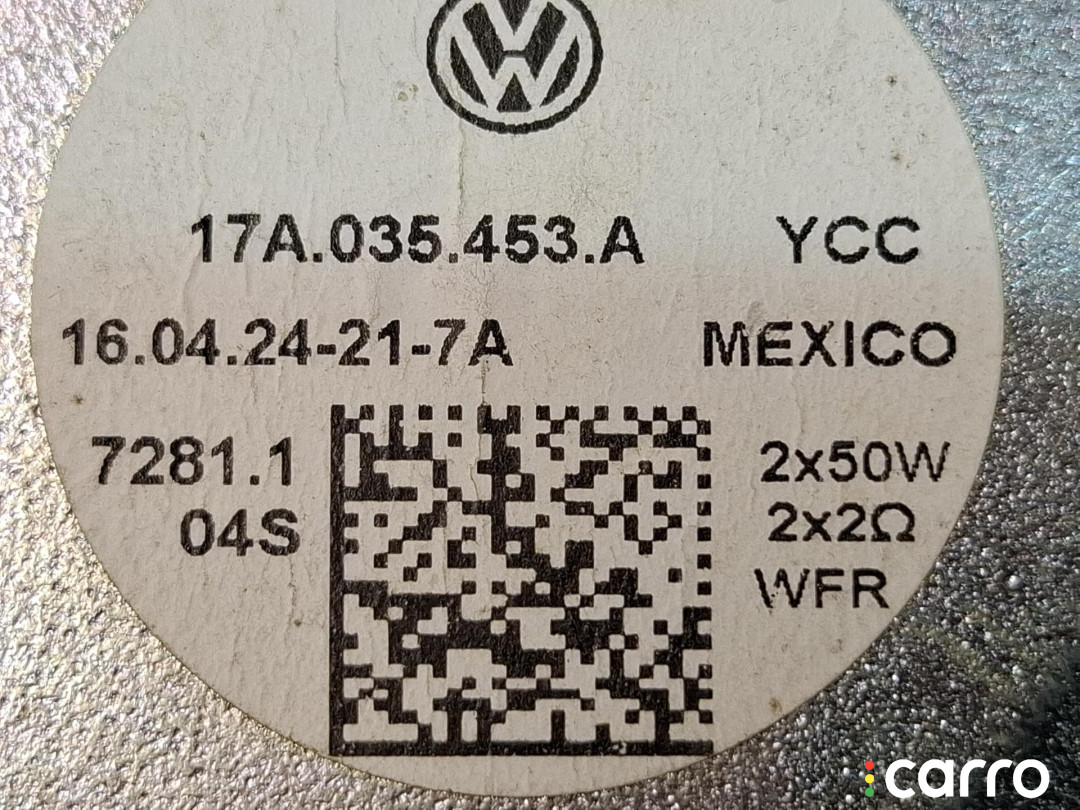 17A.035.453.A YCC
16.04.24-21-7A MEXICO
7281.1 2x50W
04S 2x2Ω
WFR
carro